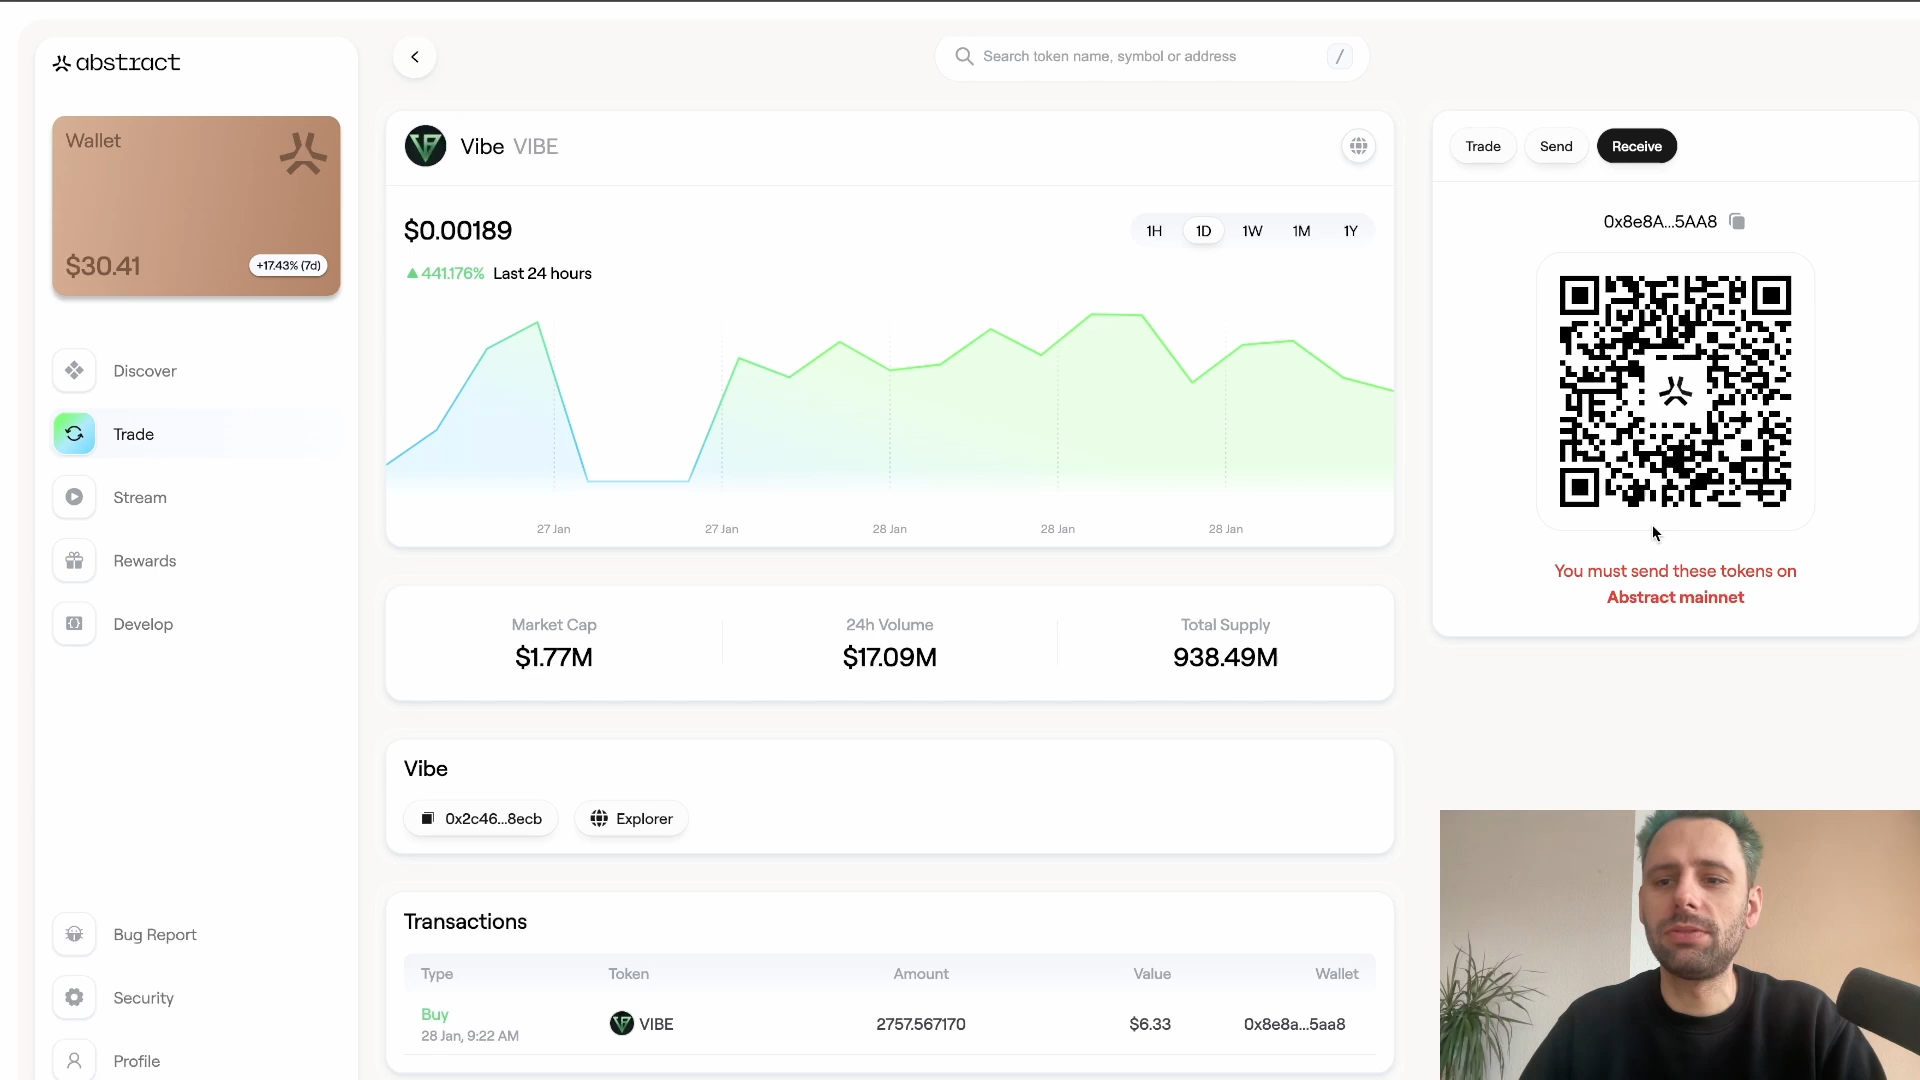 abstract
Wallet
$30.41
+17.43% (7d)
Discover
Trade
Stream
Rewards
Develop
Bug Report
Security
Profile
Search token name, symbol or address
/
Vibe VIBE
$0.00189
1H 1D 1W 1M 1Y
441.176% Last 24 hours
27 Jan 27 Jan 28 Jan 28 Jan 28 Jan
Market Cap
$1.77M
24h Volume
$17.09M
Total Supply
938.49M
Vibe
0x2c46...8ecb
Explorer
Transactions
Type Token Amount Value Wallet
Buy
28 Jan, 9:22 AM
VIBE
2757.567170
$6.33
0x8e8a...5aa8
Trade Send Receive
0x8e8A...5AA8
You must send these tokens on
Abstract mainnet